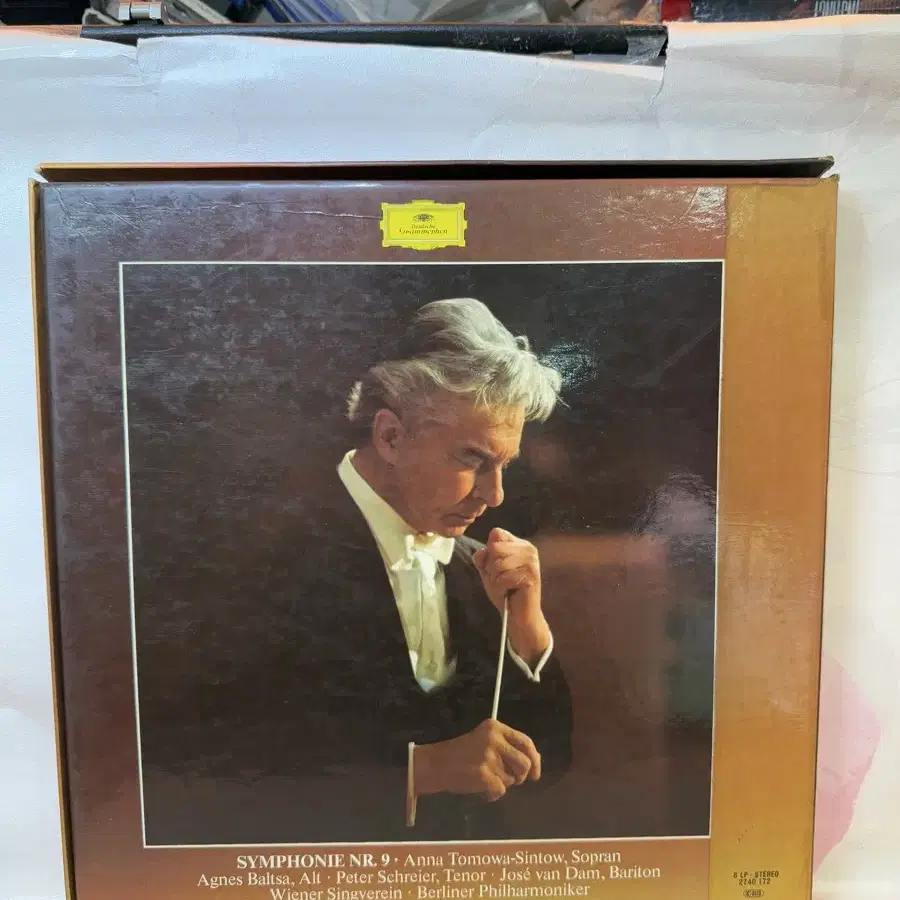 Deutsche
Grammophon
SYMPHONIE NR. 9 · Anna Tomowa-Sintow, Sopran
Agnes Baltsa, Alt · Peter Schreier, Tenor · José van Dam, Bariton
Wiener Singverein · Berliner Philharmoniker
8 LP · STEREO
2740 172